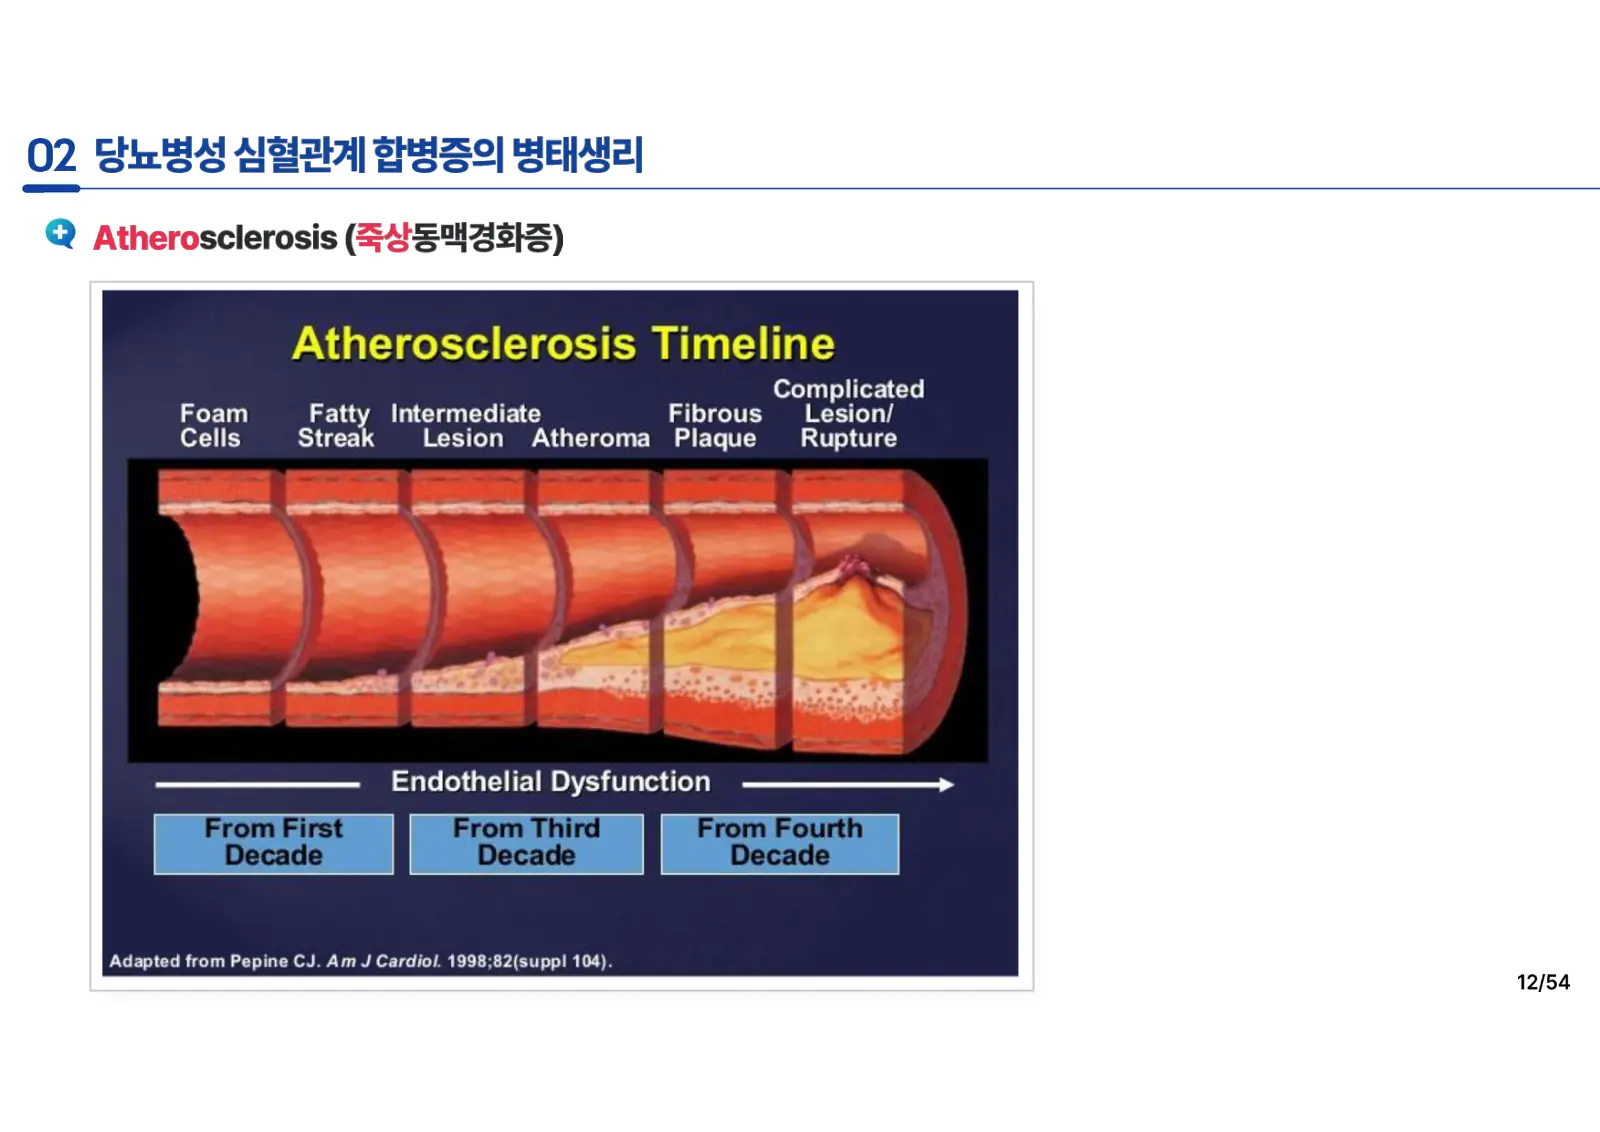 02 당뇨병성 심혈관계 합병증의 병태생리
Atherosclerosis (죽상동맥경화증)
Atherosclerosis Timeline
Foam
Cells
Fatty
Streak
Intermediate
Lesion
Atheroma
Fibrous
Plaque
Complicated
Lesion/
Rupture
Endothelial Dysfunction
From First
Decade
From Third
Decade
From Fourth
Decade
Adapted from Pepine CJ. Am J Cardiol. 1998;82(suppl 104).
12/54